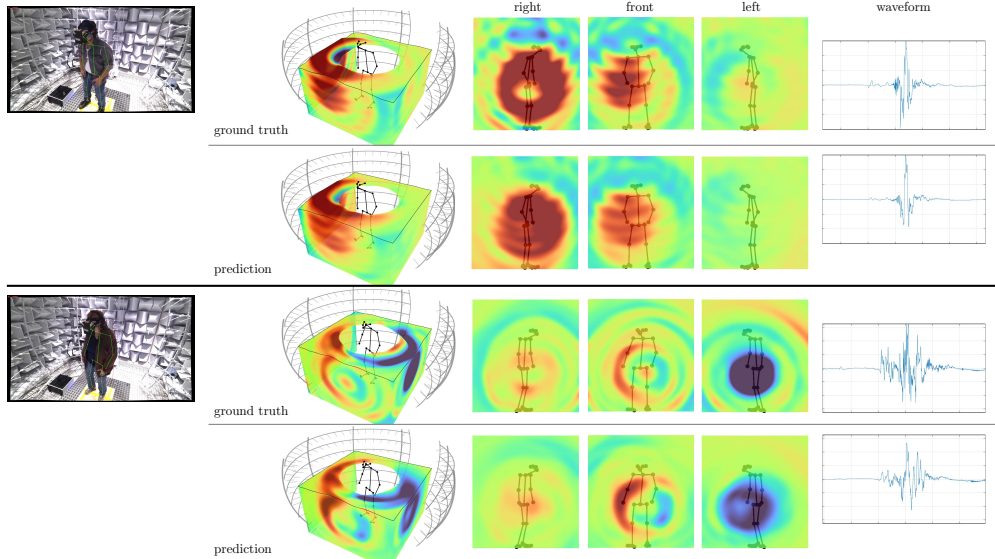 right front left waveform
ground truth
prediction
ground truth
prediction